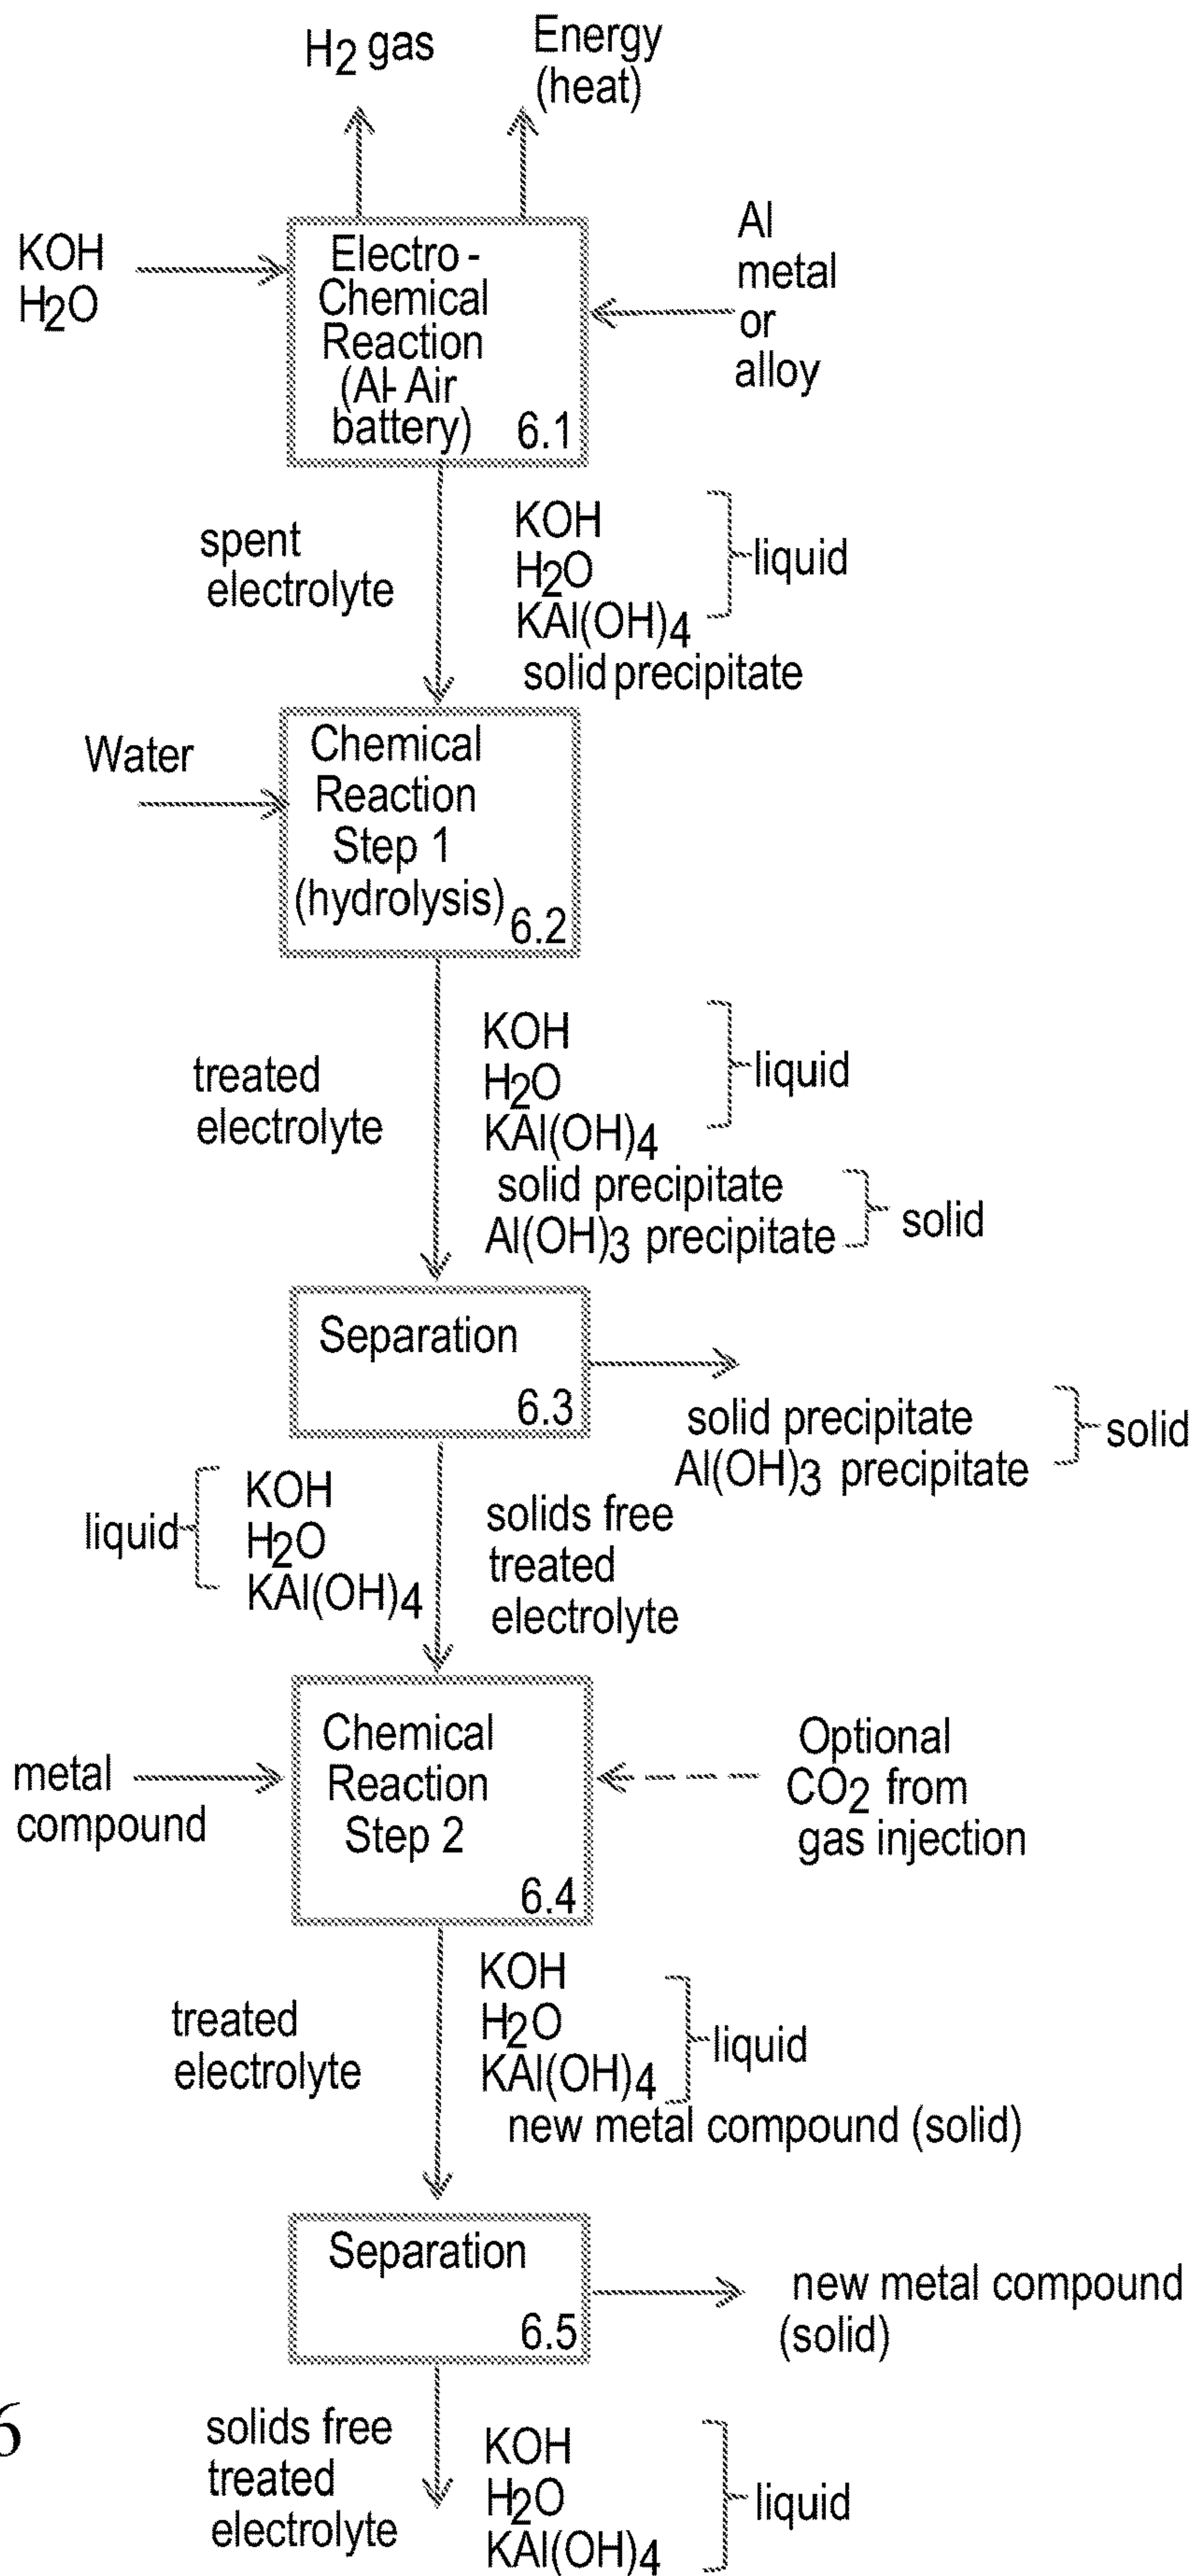 H2 gas
Energy
(heat)
KOH
H2O
Electro -
Chemical
Reaction
(Al- Air
battery)
6.1
Al
metal
or
alloy
spent
electrolyte
KOH
H2O
KAl(OH)4
liquid
solid precipitate
Water
Chemical
Reaction
Step 1
(hydrolysis)
6.2
treated
electrolyte
KOH
H2O
KAl(OH)4
liquid
solid precipitate
Al(OH)3 precipitate
solid
Separation
6.3
solid precipitate
Al(OH)3 precipitate
solid
liquid
KOH
H2O
KAl(OH)4
solids free
treated
electrolyte
metal
compound
Chemical
Reaction
Step 2
6.4
Optional
CO2 from
gas injection
treated
electrolyte
KOH
H2O
KAl(OH)4
liquid
new metal compound (solid)
Separation
6.5
new metal compound
(solid)
6
solids free
treated
electrolyte
KOH
H2O
KAl(OH)4
liquid